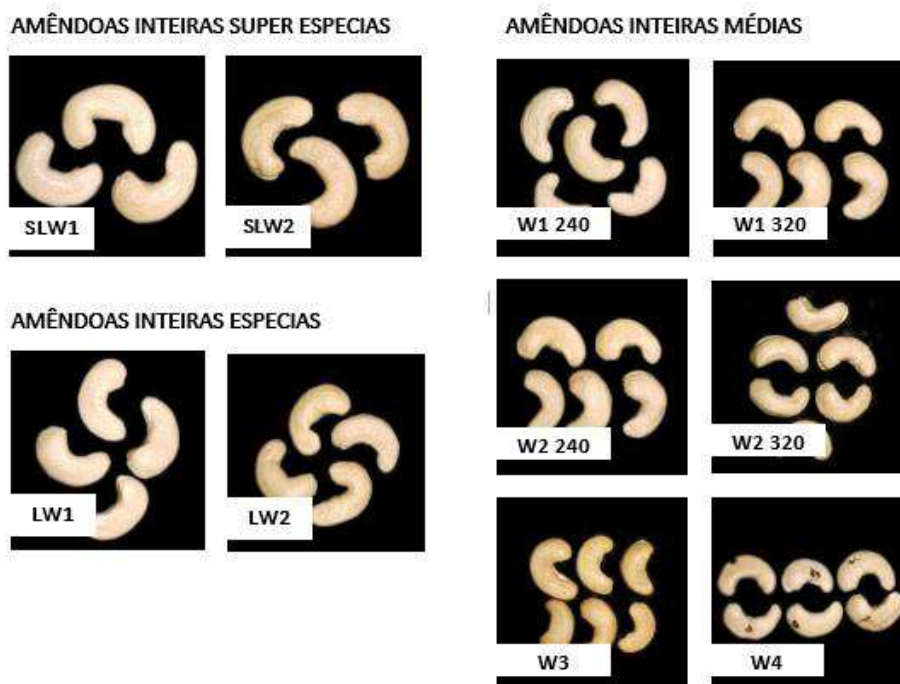 AMÊNDOAS INTEIRAS SUPER ESPECIAS
SLW1
SLW2
AMÊNDOAS INTEIRAS ESPECIAS
LW1
LW2
AMÊNDOAS INTEIRAS MÉDIAS
W1 240
W1 320
W2 240
W2 320
W3
W4